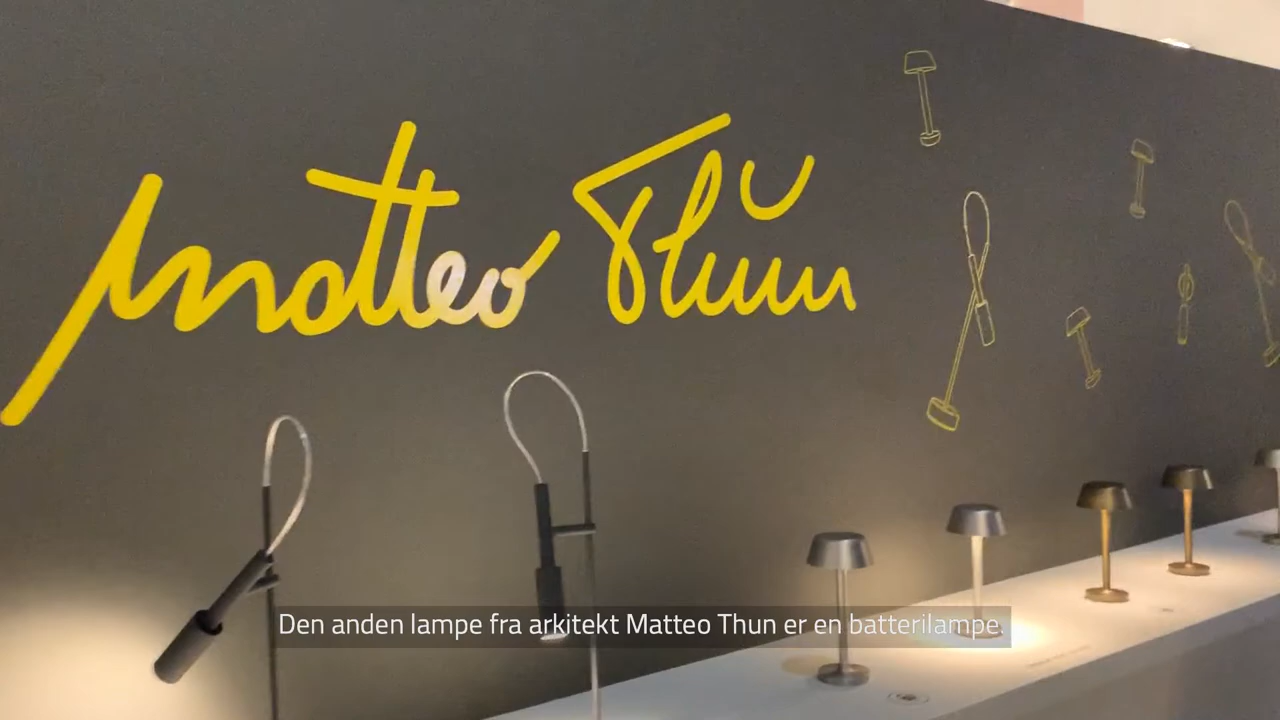 Matteo Thun
Den anden lampe fra arkitekt Matteo Thun er en batterilampe.